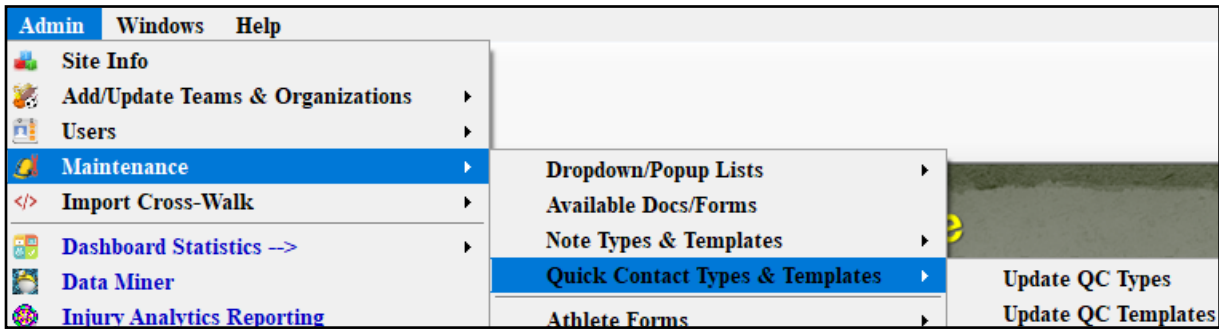 Admin Windows Help
Site Info
Add/Update Teams & Organizations
Users
Maintenance
Import Cross-Walk
Dashboard Statistics -->
Data Miner
Injury Analytics Reporting
Dropdown/Popup Lists
Available Docs/Forms
Note Types & Templates
Quick Contact Types & Templates
Athlete Forms
Update QC Types
Update QC Templates